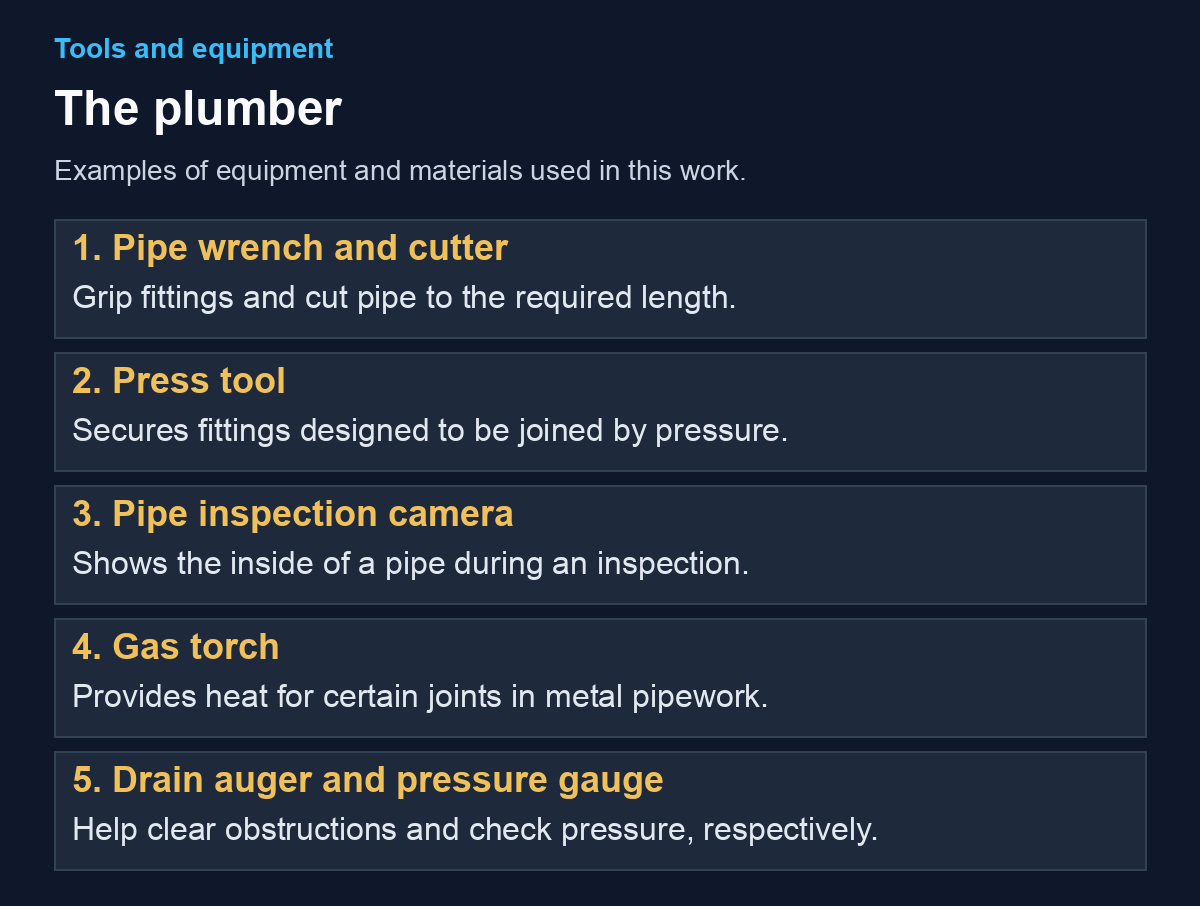 Tools and equipment
The plumber
Examples of equipment and materials used in this work.
1. Pipe wrench and cutter
Grip fittings and cut pipe to the required length.
2. Press tool
Secures fittings designed to be joined by pressure.
3. Pipe inspection camera
Shows the inside of a pipe during an inspection.
4. Gas torch
Provides heat for certain joints in metal pipework.
5. Drain auger and pressure gauge
Help clear obstructions and check pressure, respectively.